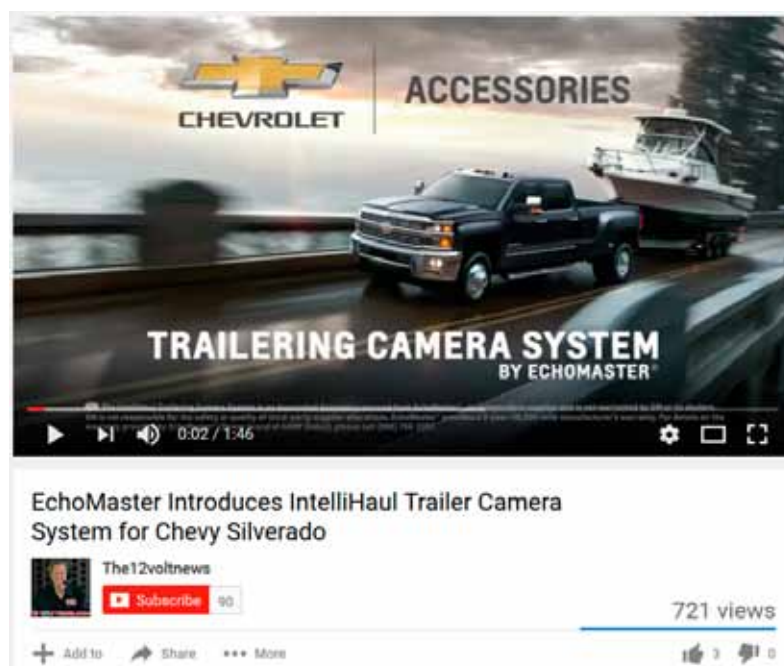 CHEVROLET
ACCESSORIES
TRAILERING CAMERA SYSTEM
BY ECHOMASTER
0:02 / 1:46
EchoMaster Introduces IntelliHaul Trailer Camera
System for Chevy Silverado
The12voltnews
Subscribe 90
721 views
Add to Share More 3 0